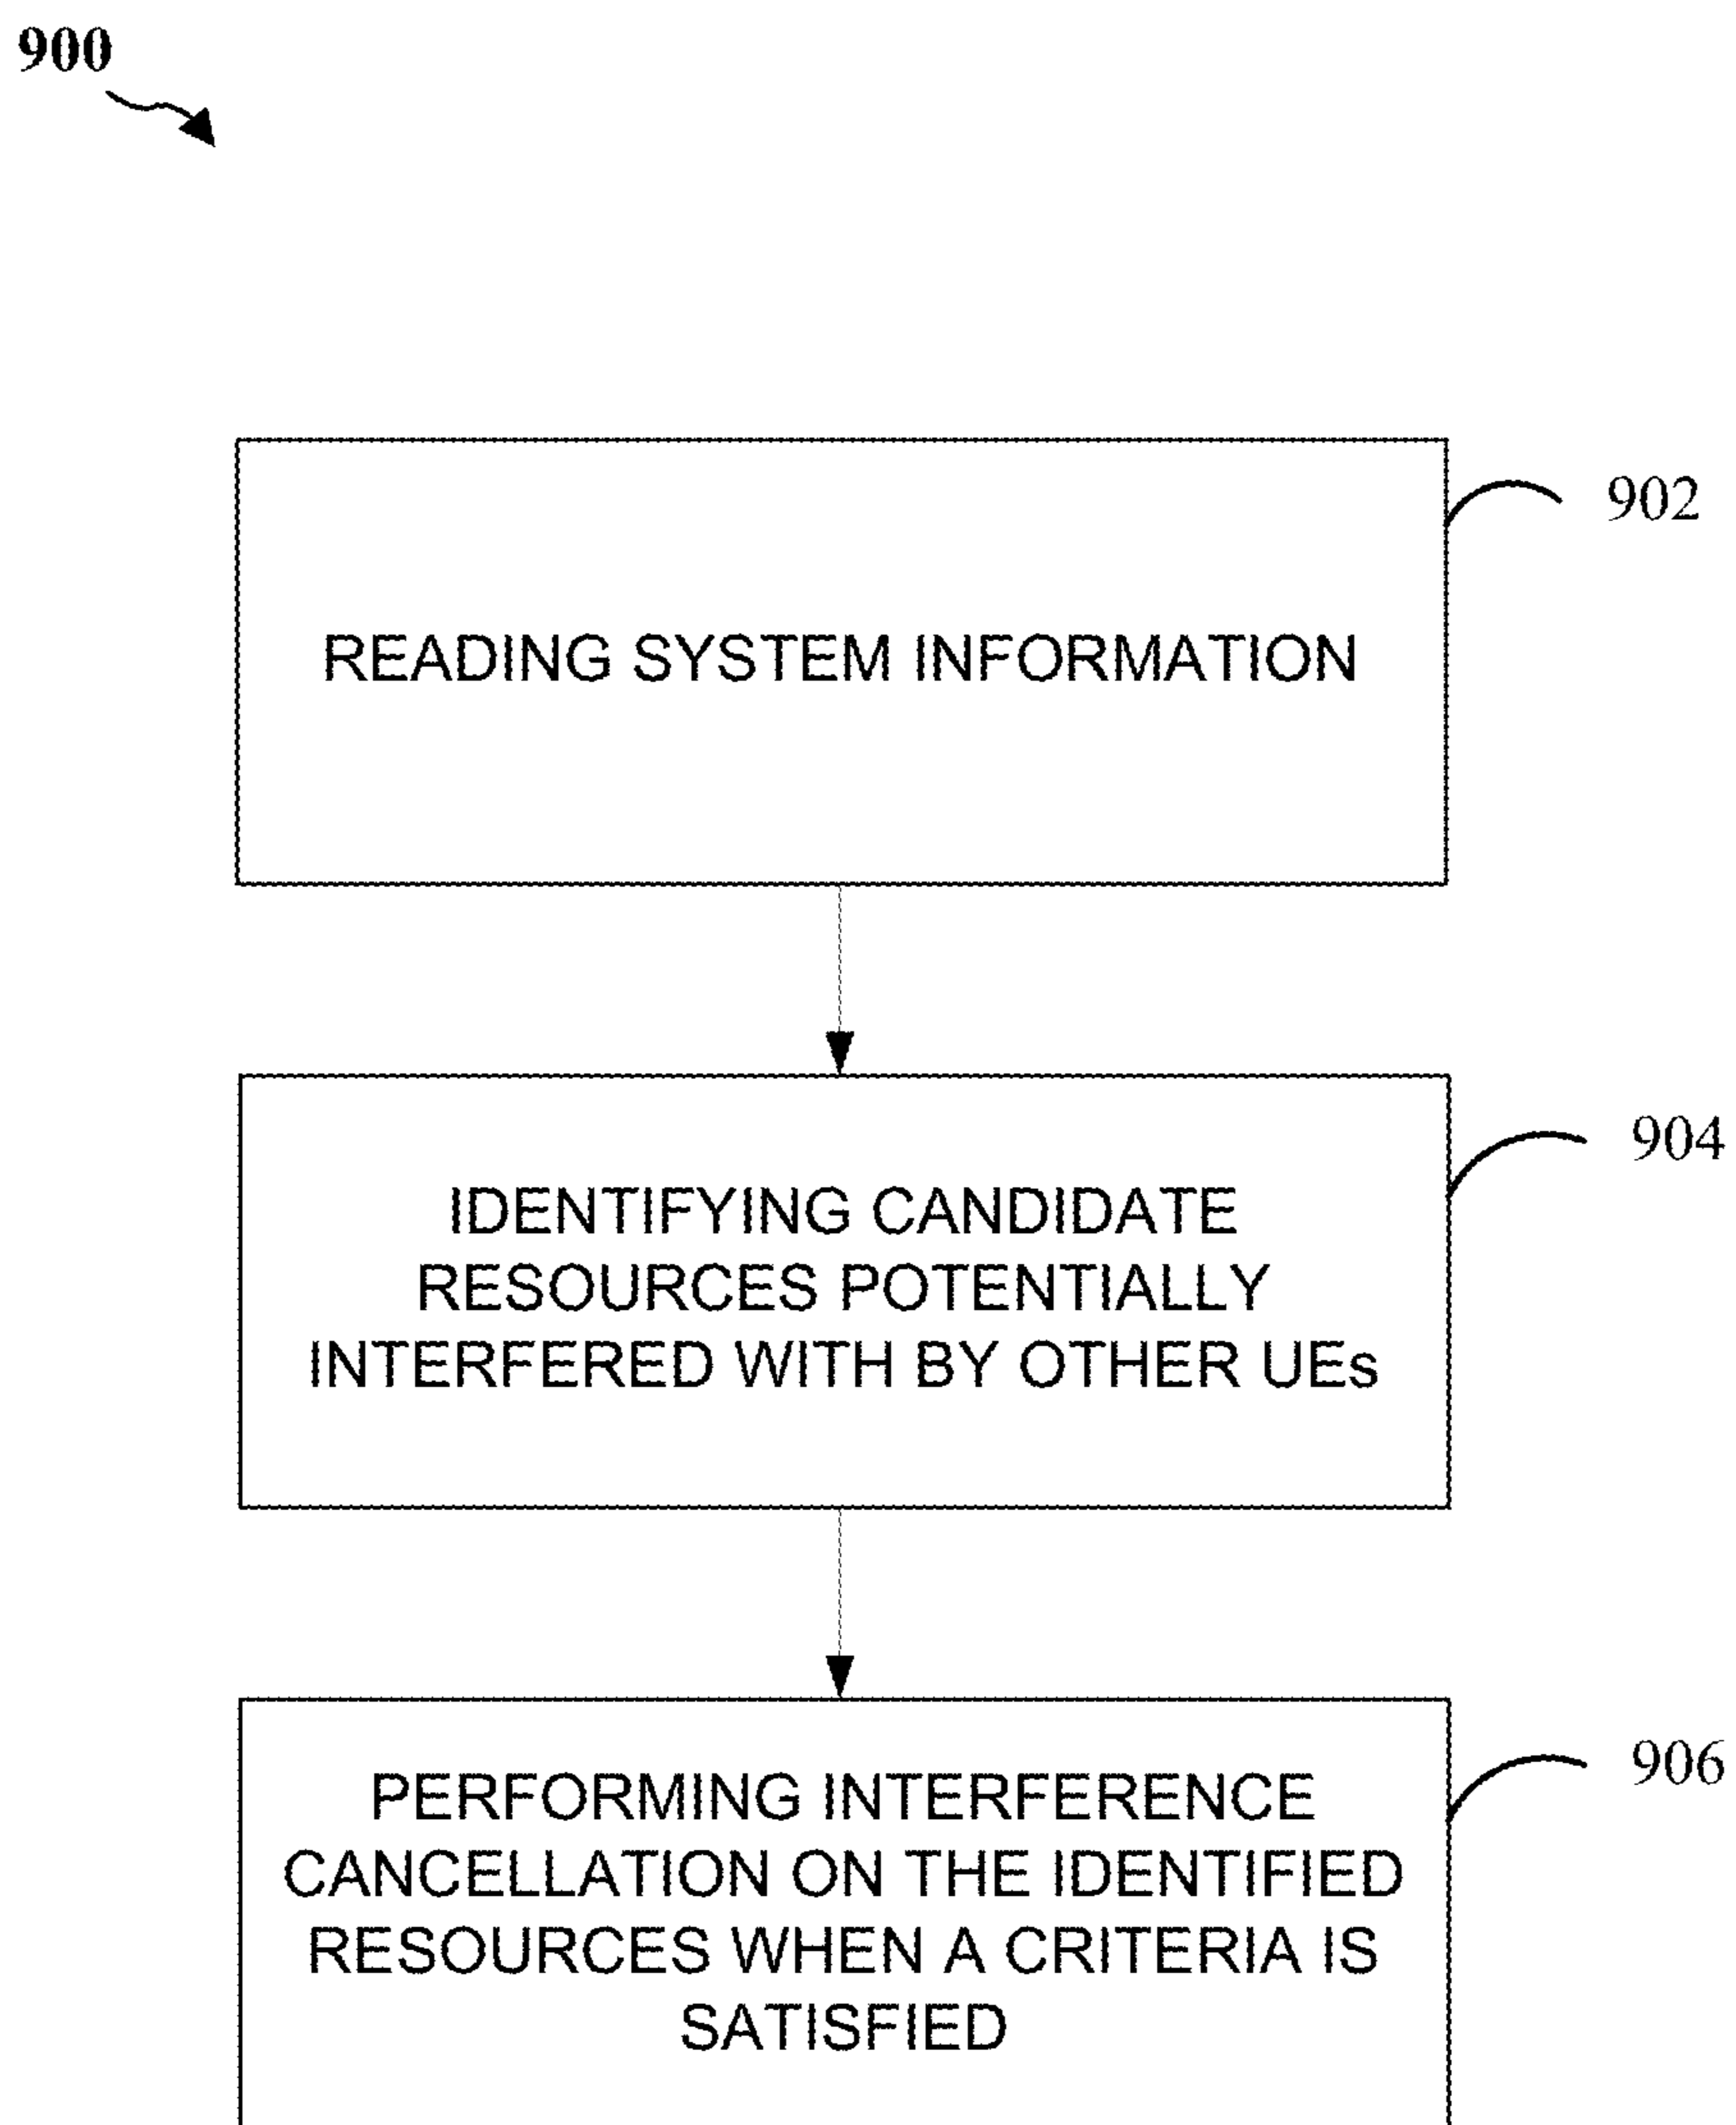 900
902
READING SYSTEM INFORMATION
904
IDENTIFYING CANDIDATE
RESOURCES POTENTIALLY
INTERFERED WITH BY OTHER UEs
906
PERFORMING INTERFERENCE
CANCELLATION ON THE IDENTIFIED
RESOURCES WHEN A CRITERIA IS
SATISFIED